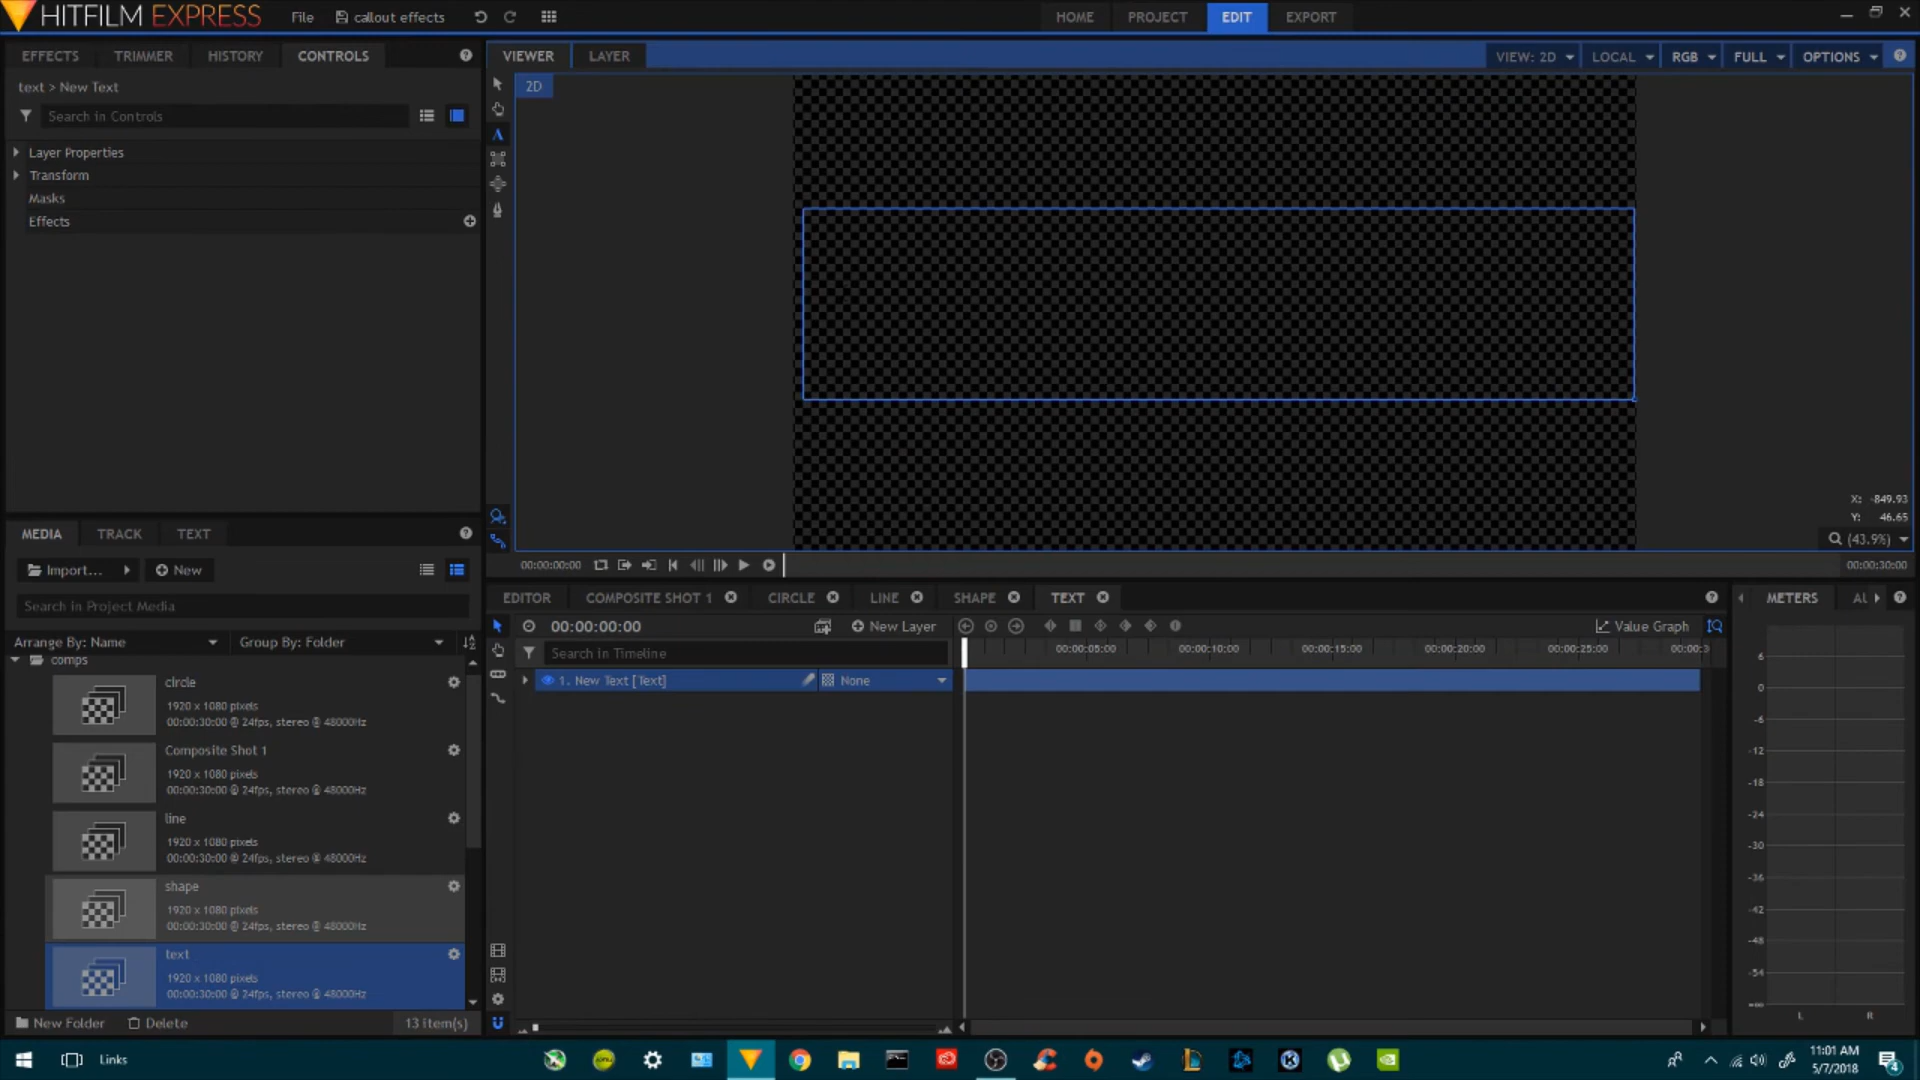 HITFILM EXPRESS File callout effects HOME PROJECT EDIT EXPORT
EFFECTS TRIMMER HISTORY CONTROLS VIEWER LAYER VIEW: 2D LOCAL RGB FULL OPTIONS
text > New Text 2D
Search in Controls
Layer Properties
Transform
Masks
Effects
X: -849.93
Y: 46.65
(43.9%)
MEDIA TRACK TEXT
00:00:00:00 00:00:30:00
Import... New
EDITOR COMPOSITE SHOT 1 CIRCLE LINE SHAPE TEXT METERS
Search in Project Media
00:00:00:00 New Layer Value Graph
Arrange By: Name Group By: Folder
Search in Timeline 00:00:05:00 00:00:10:00 00:00:15:00 00:00:20:00 00:00:25:00 00:00:3
comps
1. New Text [Text] None
circle
1920 x 1080 pixels
00:00:30:00 @ 24fps, stereo @ 48000Hz
Composite Shot 1
1920 x 1080 pixels
00:00:30:00 @ 24fps, stereo @ 48000Hz
line
1920 x 1080 pixels
00:00:30:00 @ 24fps, stereo @ 48000Hz
shape
1920 x 1080 pixels
00:00:30:00 @ 24fps, stereo @ 48000Hz
text
1920 x 1080 pixels
00:00:30:00 @ 24fps, stereo @ 48000Hz
6
0
-6
-12
-18
-24
-30
-36
-42
-48
-54
-∞
L R
New Folder Delete 13 item(s)
Links
11:01 AM
5/7/2018
4